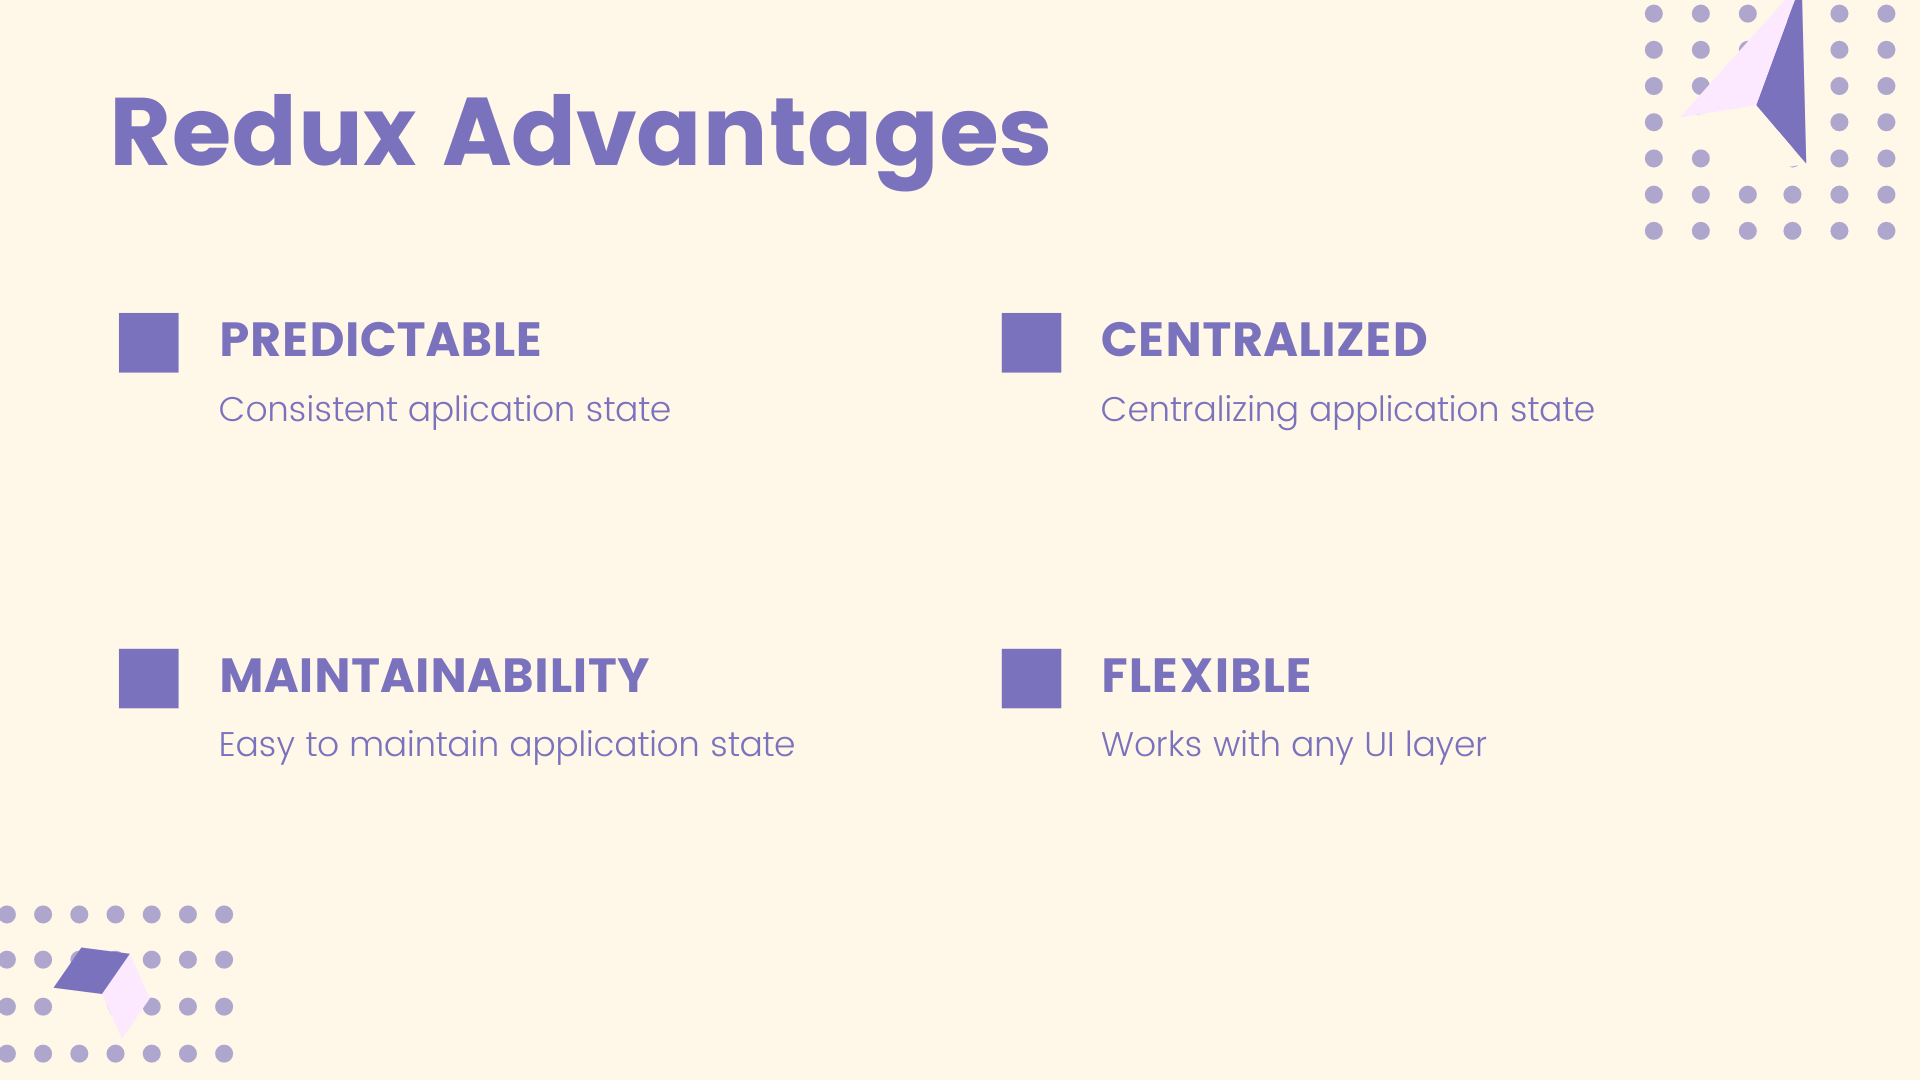 Redux Advantages
PREDICTABLE
Consistent aplication state
CENTRALIZED
Centralizing application state
MAINTAINABILITY
Easy to maintain application state
FLEXIBLE
Works with any UI layer